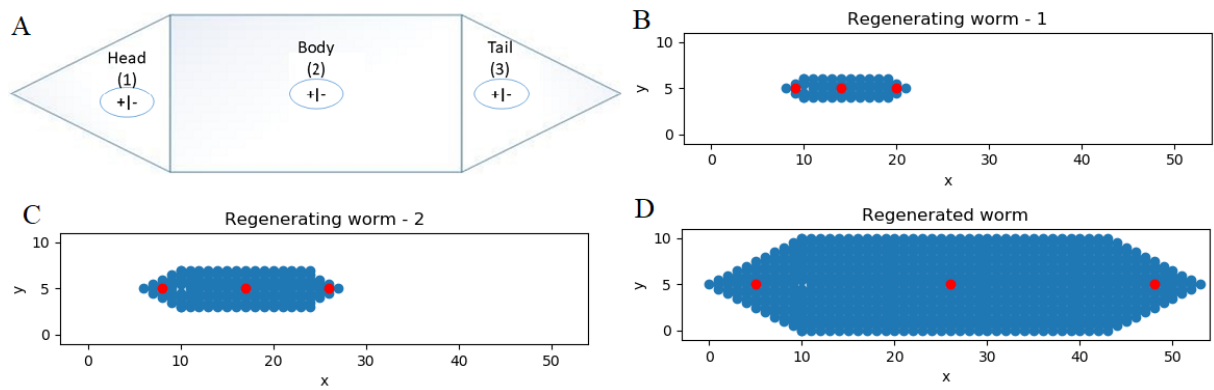 A
Head
(1)
+|-
Body
(2)
+|-
Tail
(3)
+|-
B
Regenerating worm - 1
10
5
0
y
0 10 20 30 40 50
x
C
Regenerating worm - 2
10
5
0
y
0 10 20 30 40 50
x
D
Regenerated worm
10
5
0
y
0 10 20 30 40 50
x